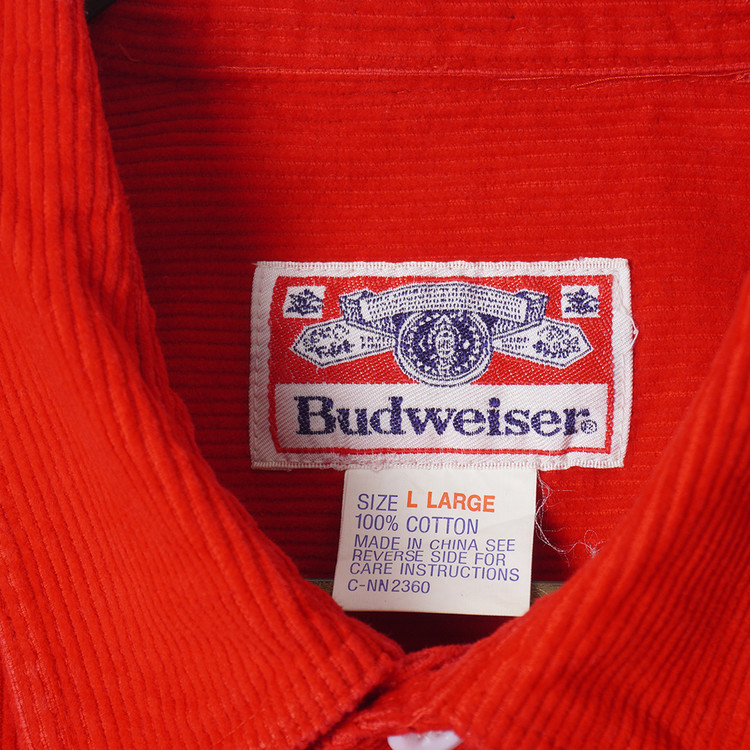 Budweiser®
SIZE L LARGE
100% COTTON
MADE IN CHINA SEE
REVERSE SIDE FOR
CARE INSTRUCTIONS
C-NN2360